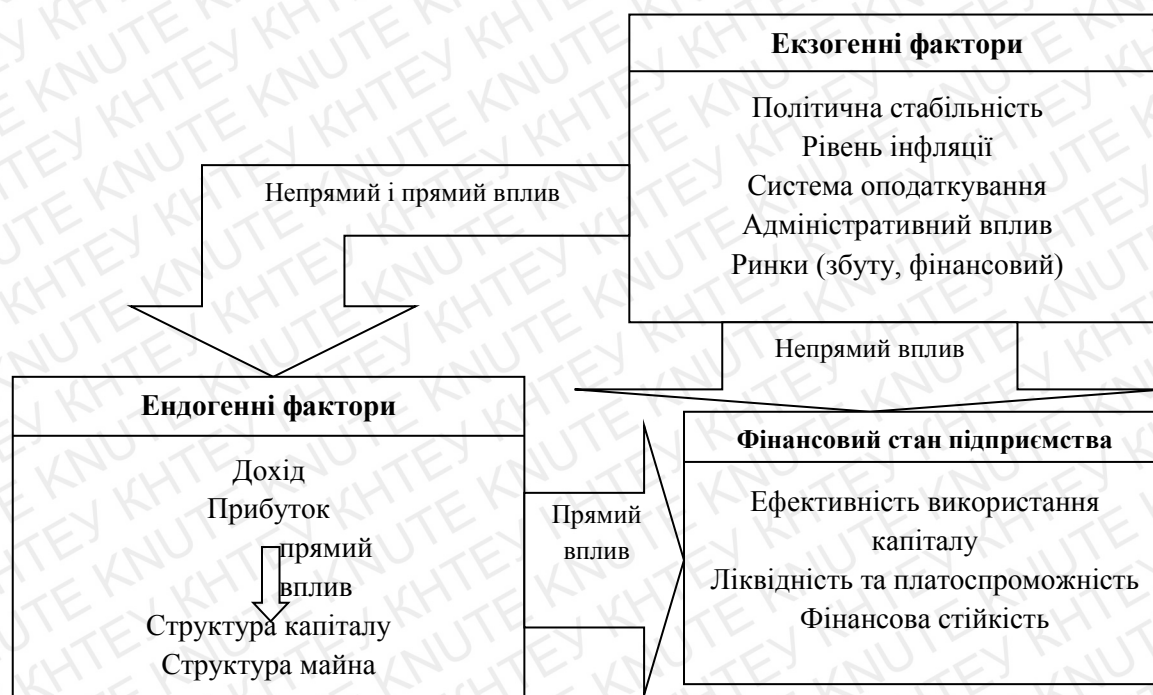 Екзогенні фактори
Політична стабільність
Рівень інфляції
Система оподаткування
Адміністративний вплив
Ринки (збуту, фінансовий)
Непрямий і прямий вплив
Непрямий вплив
Ендогенні фактори
Дохід
Прибуток
прямий
вплив
Структура капіталу
Структура майна
Прямий
вплив
Фінансовий стан підприємства
Ефективність використання
капіталу
Ліквідність та платоспроможність
Фінансова стійкість